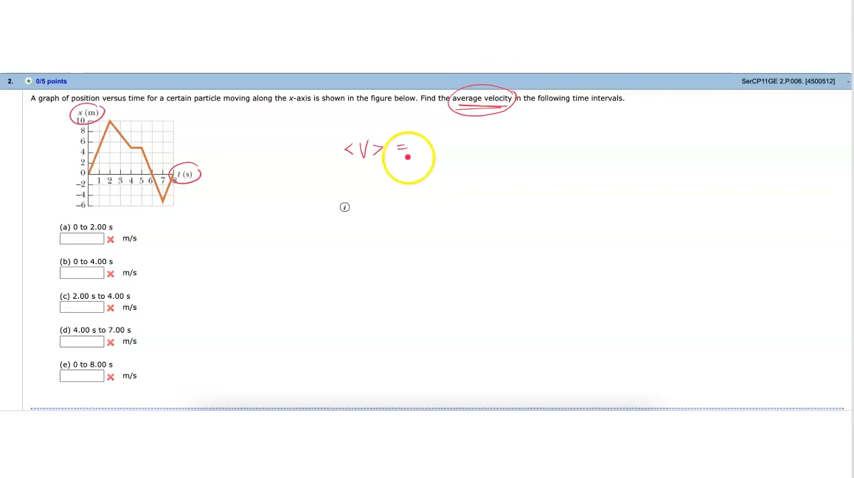 2. 0/5 points SerCP11GE 2.P.006. [4500512] -
A graph of position versus time for a certain particle moving along the x-axis is shown in the figure below. Find the average velocity in the following time intervals.
x (m)
10
8
6
4
2
0
−2
−4
−6
1 2 3 4 5 6 7 8
t (s)
<V> =
i
(a) 0 to 2.00 s
m/s
(b) 0 to 4.00 s
m/s
(c) 2.00 s to 4.00 s
m/s
(d) 4.00 s to 7.00 s
m/s
(e) 0 to 8.00 s
m/s